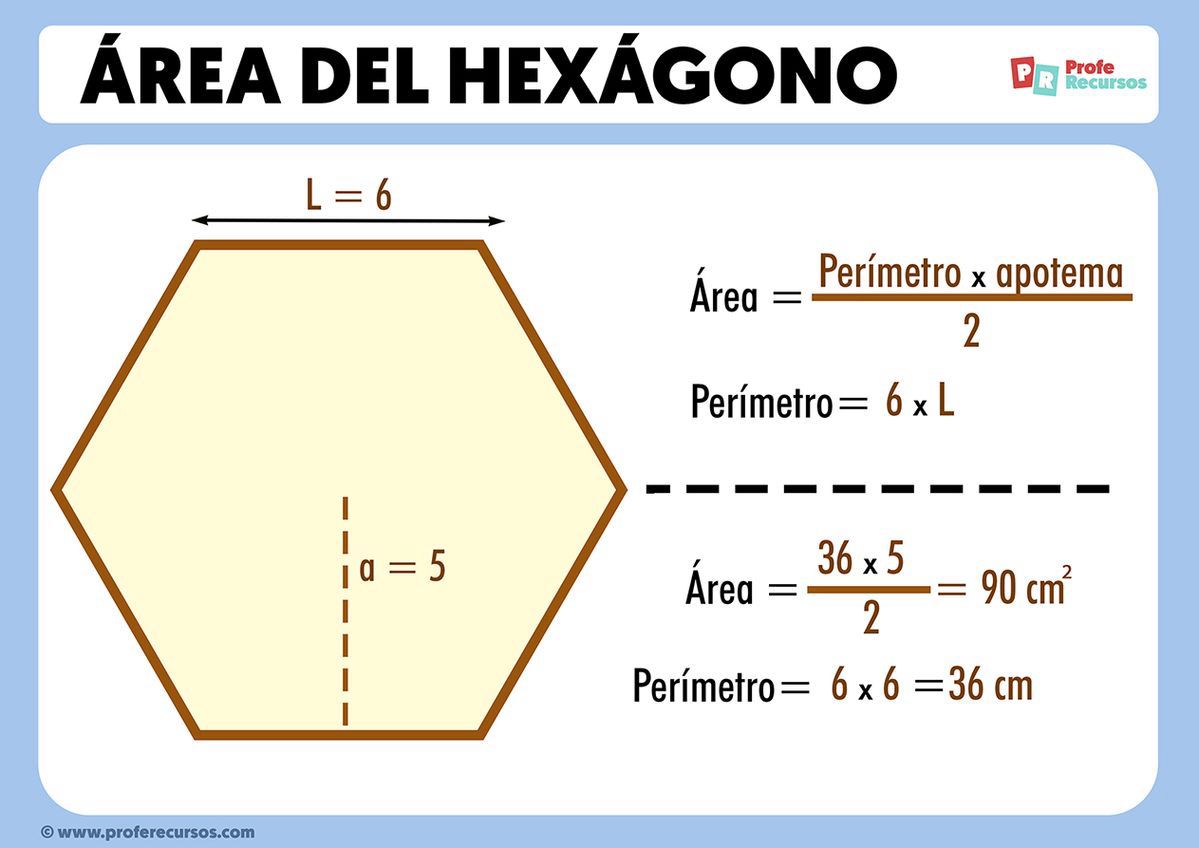 ÁREA DEL HEXÁGONO
PR
Profe
Recursos
L = 6
a = 5
Área = Perímetro x apotema
2
Perímetro = 6 x L
Área = 36 x 5 = 90 cm²
2
Perímetro = 6 x 6 = 36 cm
© www.proferecursos.com